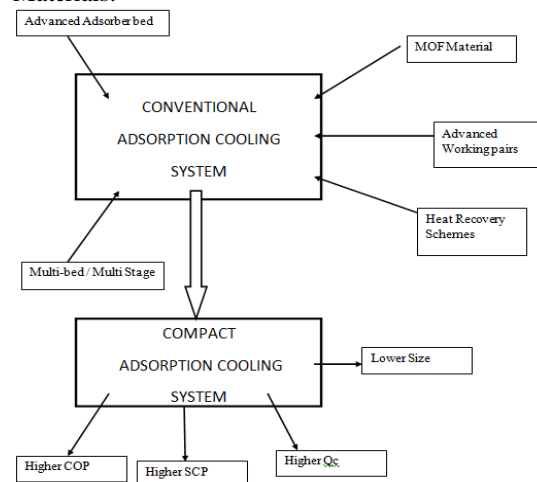 Materials.
Advanced Adsorber bed
MOF Material
CONVENTIONAL
ADSORPTION COOLING
SYSTEM
Advanced
Working pairs
Heat Recovery
Schemes
Multi-bed / Multi Stage
COMPACT
ADSORPTION COOLING
SYSTEM
Lower Size
Higher COP
Higher SCP
Higher Qc